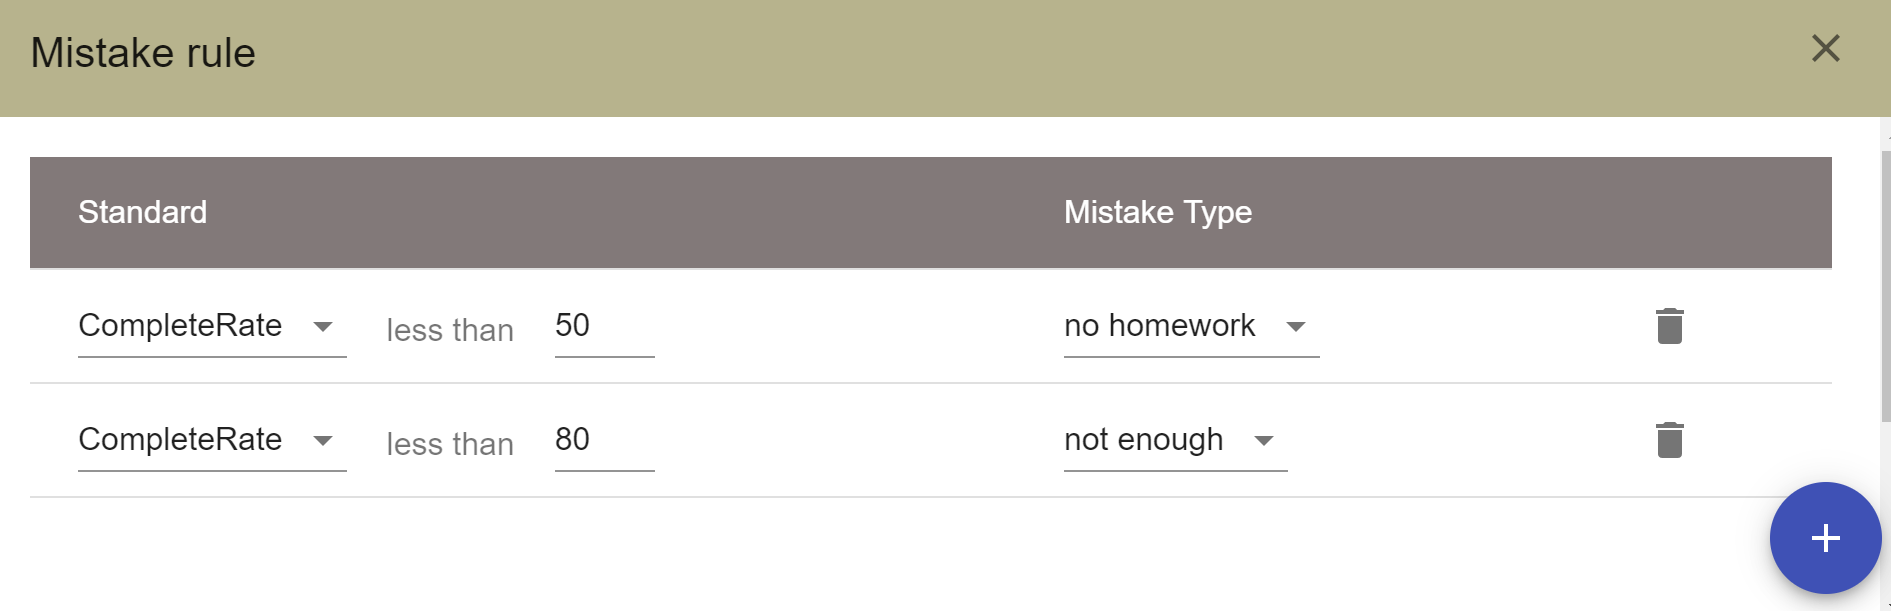 Mistake rule
Standard Mistake Type
CompleteRate less than 50 no homework
CompleteRate less than 80 not enough